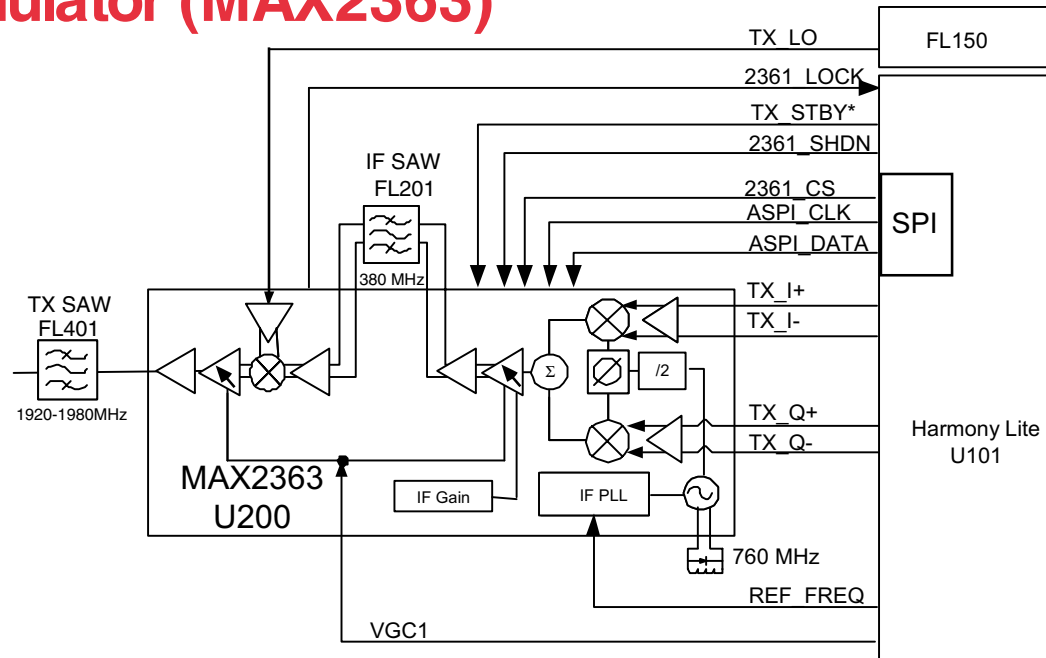 (MAX2363)
TX_LO
FL150
2361_LOCK
TX_STBY*
2361_SHDN
IF SAW
FL201
2361_CS
SPI
ASPI_CLK
ASPI_DATA
380 MHz
TX_I+
TX SAW
FL401
TX_I-
Σ
/2
1920-1980MHz
TX_Q+
TX_Q-
Harmony Lite
U101
MAX2363
U200
IF Gain
IF PLL
760 MHz
REF_FREQ
VGC1